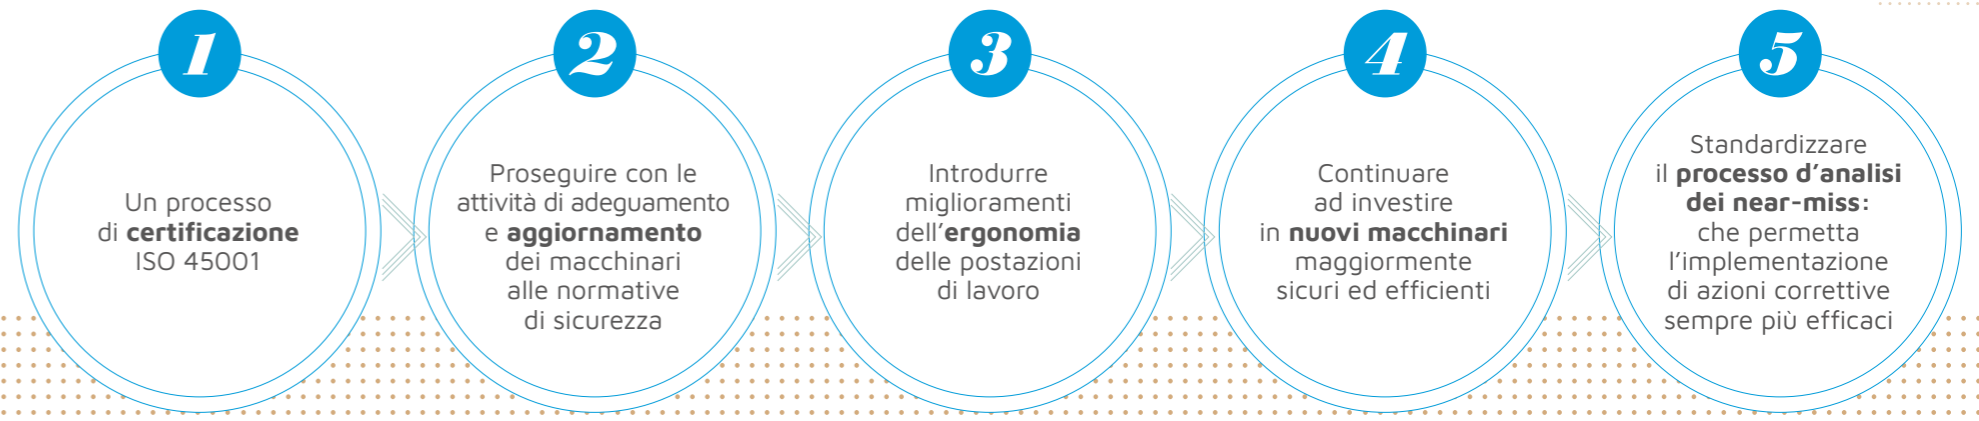 1
Un processo
di certificazione
ISO 45001
2
Proseguire con le
attività di adeguamento
e aggiornamento
dei macchinari
alle normative
di sicurezza
3
Introdurre
miglioramenti
dell'ergonomia
delle postazioni
di lavoro
4
Continuare
ad investire
in nuovi macchinari
maggiormente
sicuri ed efficienti
5
Standardizzare
il processo d'analisi
dei near-miss:
che permetta
l'implementazione
di azioni correttive
sempre più efficaci